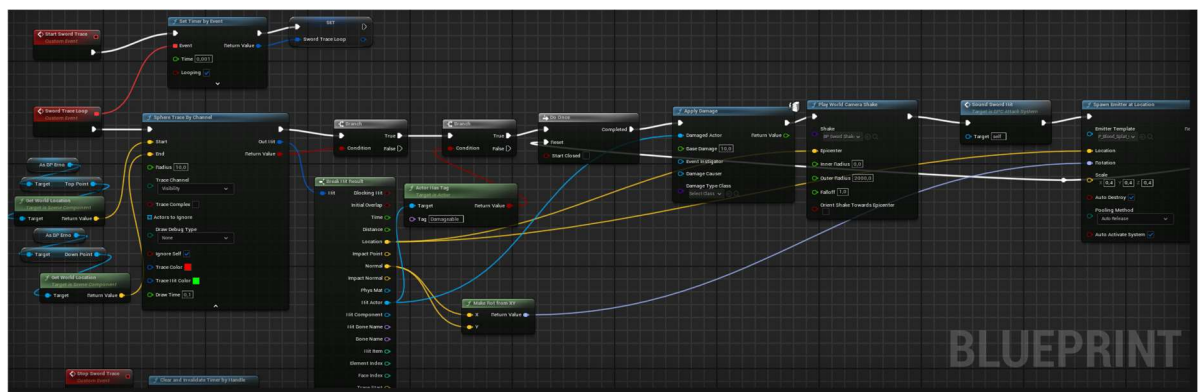 Start Sword Trace
Custom Event
Set Timer by Event
Event
Return Value
Time 0,001
Looping
SET
Sword Trace Loop
Sword Trace Loop
Custom Event
Sphere Trace By Channel
Start
Out Hit
End
Return Value
Radius 10,0
Trace Channel
Visibility
Trace Complex
Actors to Ignore
Draw Debug Type
None
Ignore Self
Trace Color
Trace Hit Color
Draw Time 0,1
Target
Top Point
Get World Location
Target is Scene Component
Target
Return Value
Target
Down Point
Get World Location
Target is Scene Component
Target
Return Value
Branch
True
Condition
False
Branch
True
Condition
False
Do Once
Completed
Reset
Start Closed
Break Hit Result
Hit
Blocking Hit
Initial Overlap
Time
Distance
Location
Impact Point
Normal
Impact Normal
Phys Mat
Hit Actor
Hit Component
Hit Bone Name
Bone Name
Hit Item
Element Index
Face Index
Trace Start
Actor Has Tag
Target is Actor
Target
Return Value
Tag Damageable
Make Rot from XY
X
Return Value
Y
Apply Damage
Damaged Actor
Return Value
Base Damage 10,0
Event Instigator
Damage Causer
Damage Type Class
Select Class
Play World Camera Shake
Shake
Epicenter
Inner Radius 0,0
Outer Radius 2000,0
Falloff 1,0
Orient Shake Towards Epicenter
Sound Sword Hit
Target self
Spawn Emitter at Location
Emitter Template
Location
Rotation
Scale
X 0,4 Y 0,4 Z 0,4
Auto Destroy
Pooling Method
Auto Release
Auto Activate System
Stop Sword Trace
Custom Event
Clear and Invalidate Timer by Handle
BLUEPRINT